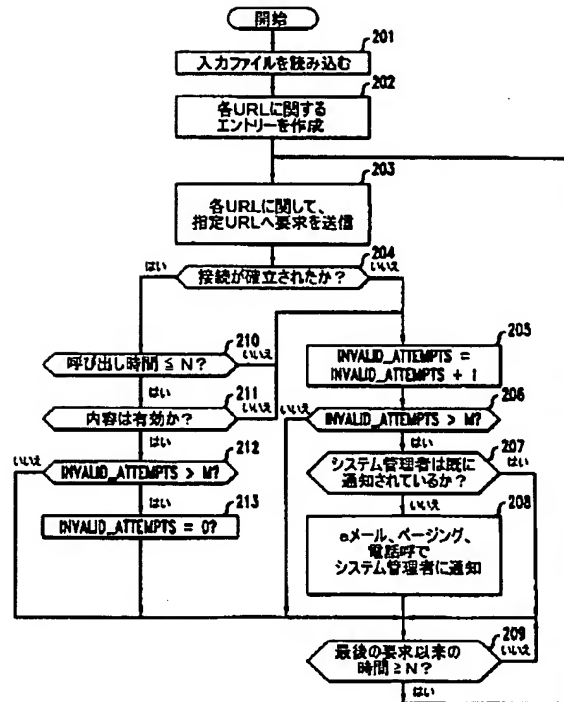 開始
201
入力ファイルを読み込む
202
各URLに関する
エントリーを作成
203
各URLに関して、
指定URLへ要求を送信
204
はい
接続が確立されたか？
いいえ
210
呼び出し時間 ≦ N?
いいえ
はい
211
内容は有効か？
いいえ
はい
212
いいえ
INVALID_ATTEMPTS > M?
はい
213
INVALID_ATTEMPTS = 0?
205
INVALID_ATTEMPTS =
INVALID_ATTEMPTS + 1
206
いいえ
INVALID_ATTEMPTS > M?
はい
207
システム管理者は既に
通知されているか？
はい
いいえ
208
eメール、ページング、
電話呼で
システム管理者に通知
209
最後の要求以来の
時間 ≧ N?
いいえ
はい